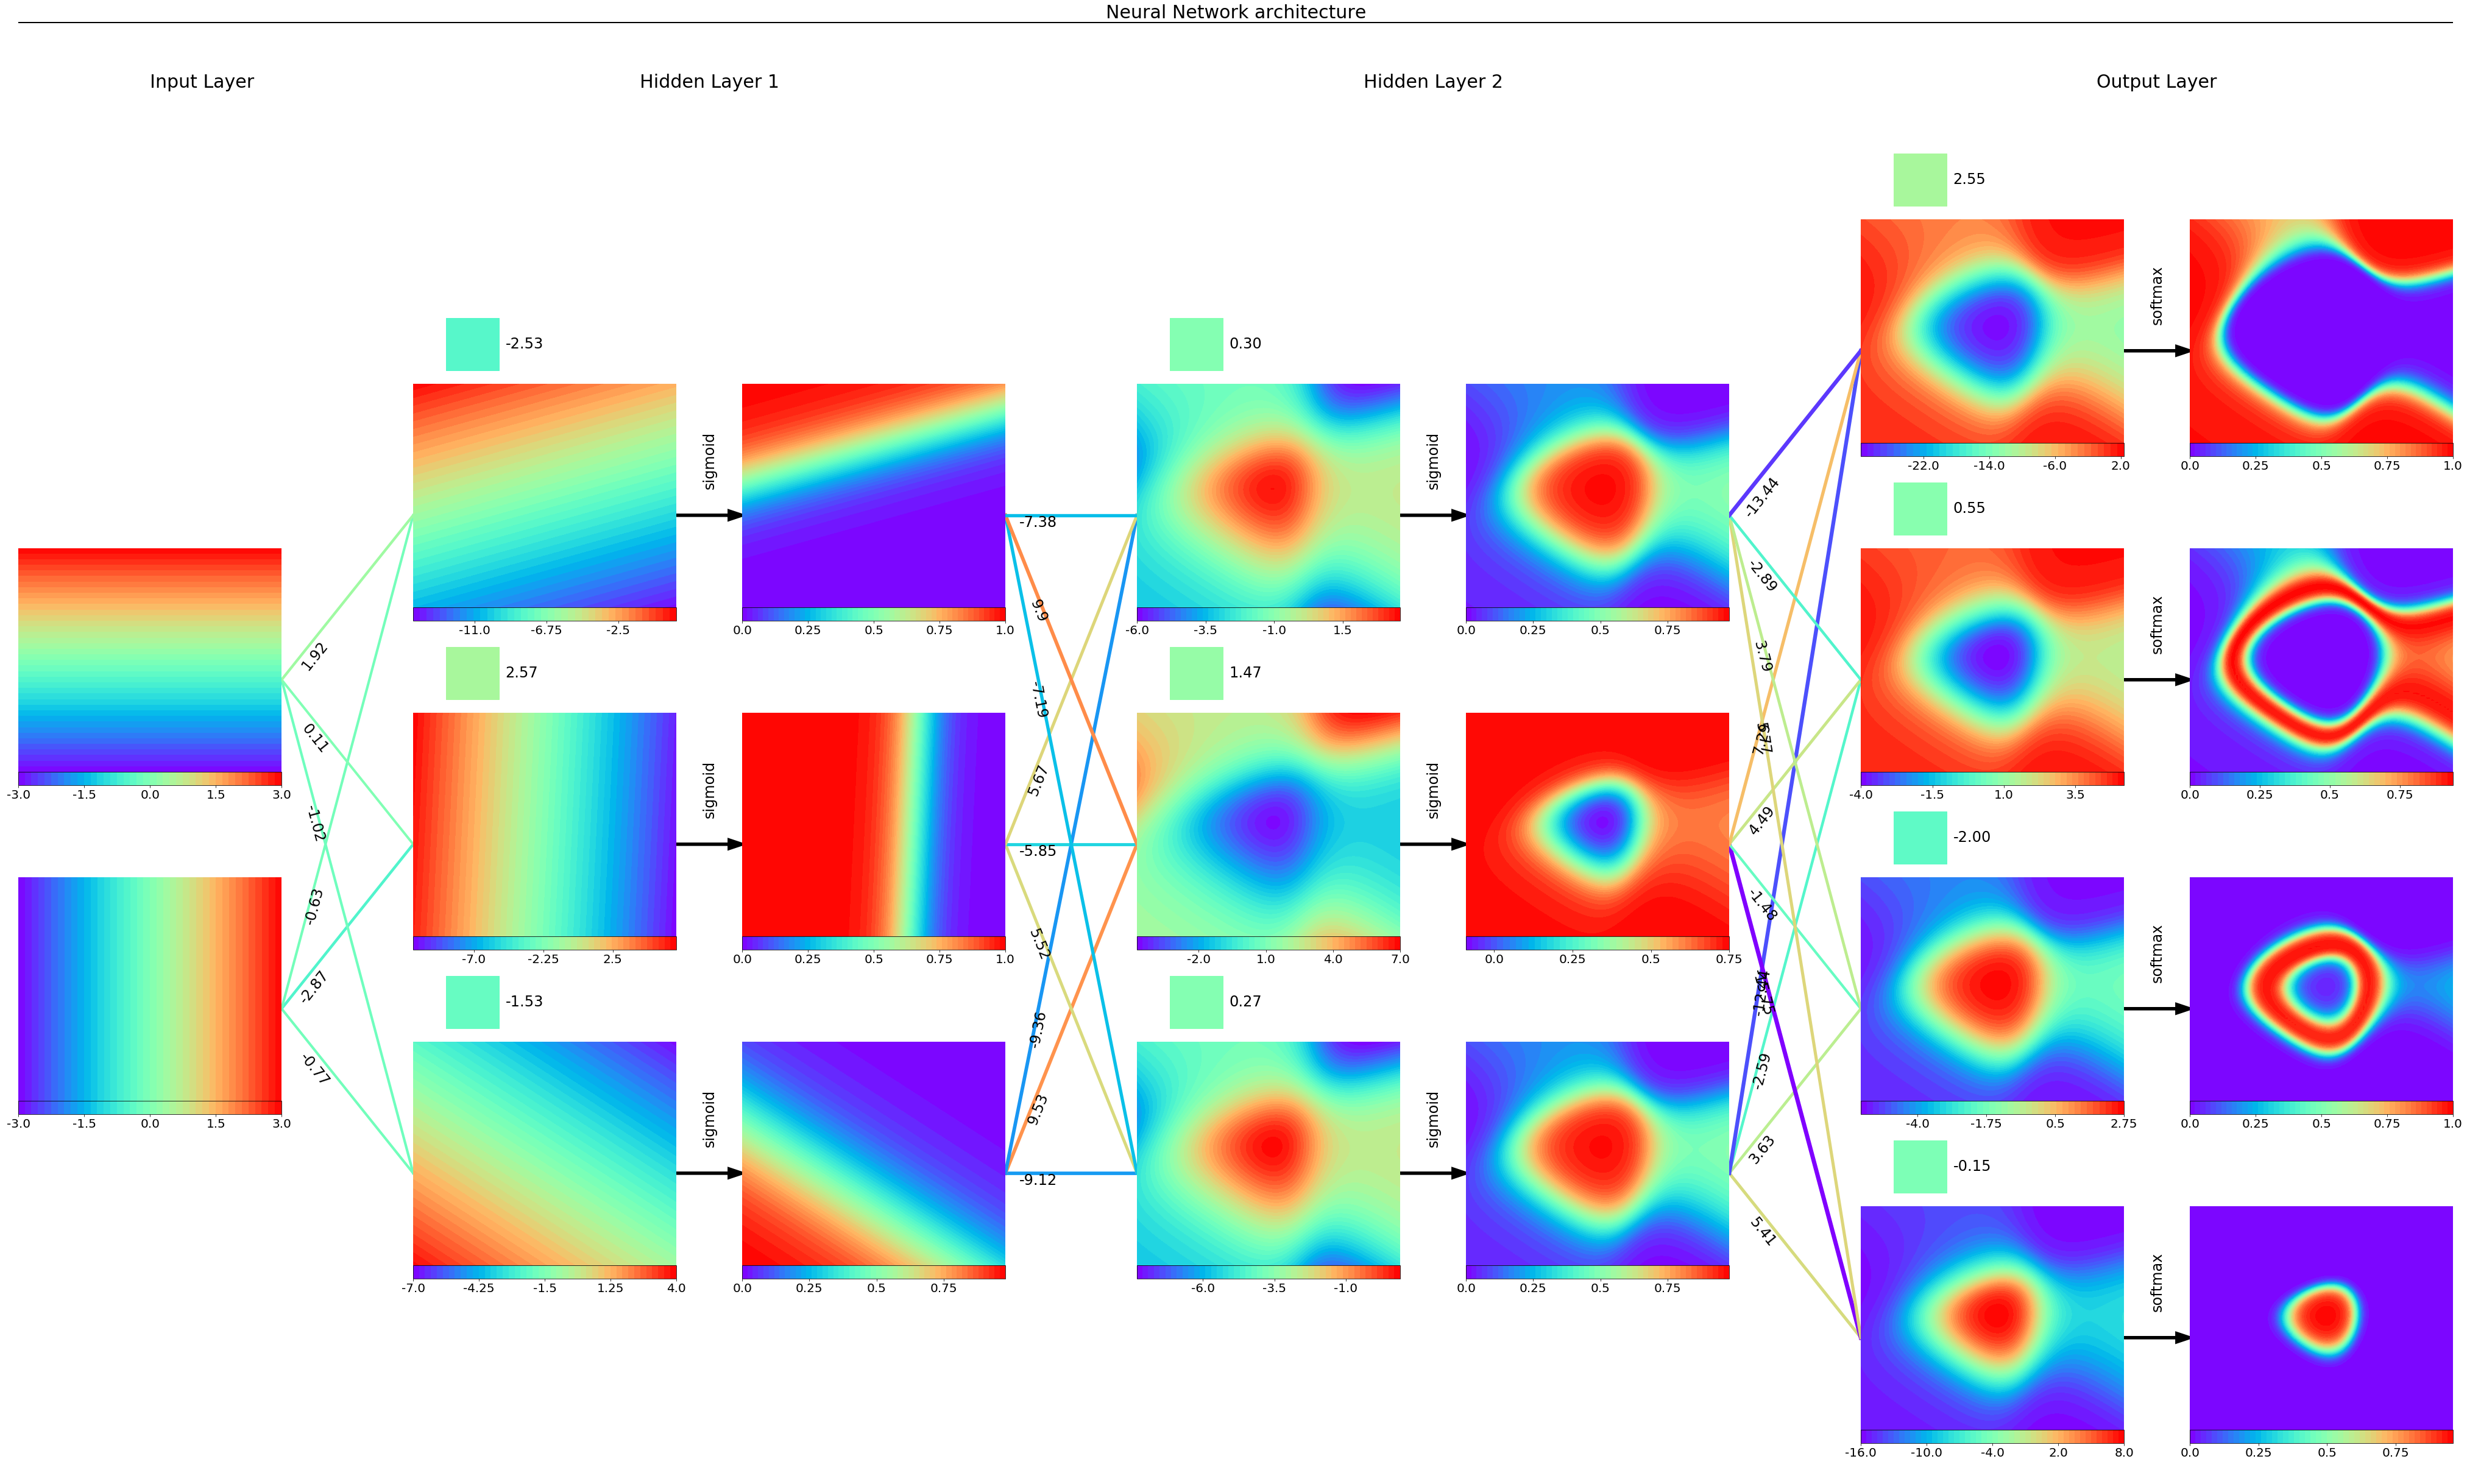 Neural Network architecture
Input Layer
Hidden Layer 1
Hidden Layer 2
Output Layer
2.55
softmax
-22.0 -14.0 -6.0 2.0
0.0 0.25 0.5 0.75 1.0
-2.53
sigmoid
-11.0 -6.75 -2.5
0.0 0.25 0.5 0.75 1.0
0.30
sigmoid
-6.0 -3.5 -1.0 1.5
0.0 0.25 0.5 0.75
0.55
softmax
-4.0 -1.5 1.0 3.5
0.0 0.25 0.5 0.75
-3.0 -1.5 0.0 1.5 3.0
2.57
sigmoid
-7.0 -2.25 2.5
0.0 0.25 0.5 0.75 1.0
1.47
sigmoid
-2.0 1.0 4.0 7.0
0.0 0.25 0.5 0.75
-2.00
softmax
-4.0 -1.75 0.5 2.75
0.0 0.25 0.5 0.75 1.0
-3.0 -1.5 0.0 1.5 3.0
-1.53
sigmoid
-7.0 -4.25 -1.5 1.25 4.0
0.0 0.25 0.5 0.75
0.27
sigmoid
-6.0 -3.5 -1.0
0.0 0.25 0.5 0.75
-0.15
softmax
-16.0 -10.0 -4.0 2.0 8.0
0.0 0.25 0.5 0.75
1.92
0.11
-1.02
-0.63
-2.87
-0.77
-7.38
9.9
-7.19
5.67
-5.85
5.52
-9.36
9.53
-9.12
-13.44
-2.89
3.79
7.29
4.49
-1.48
-2.59
3.63
5.41